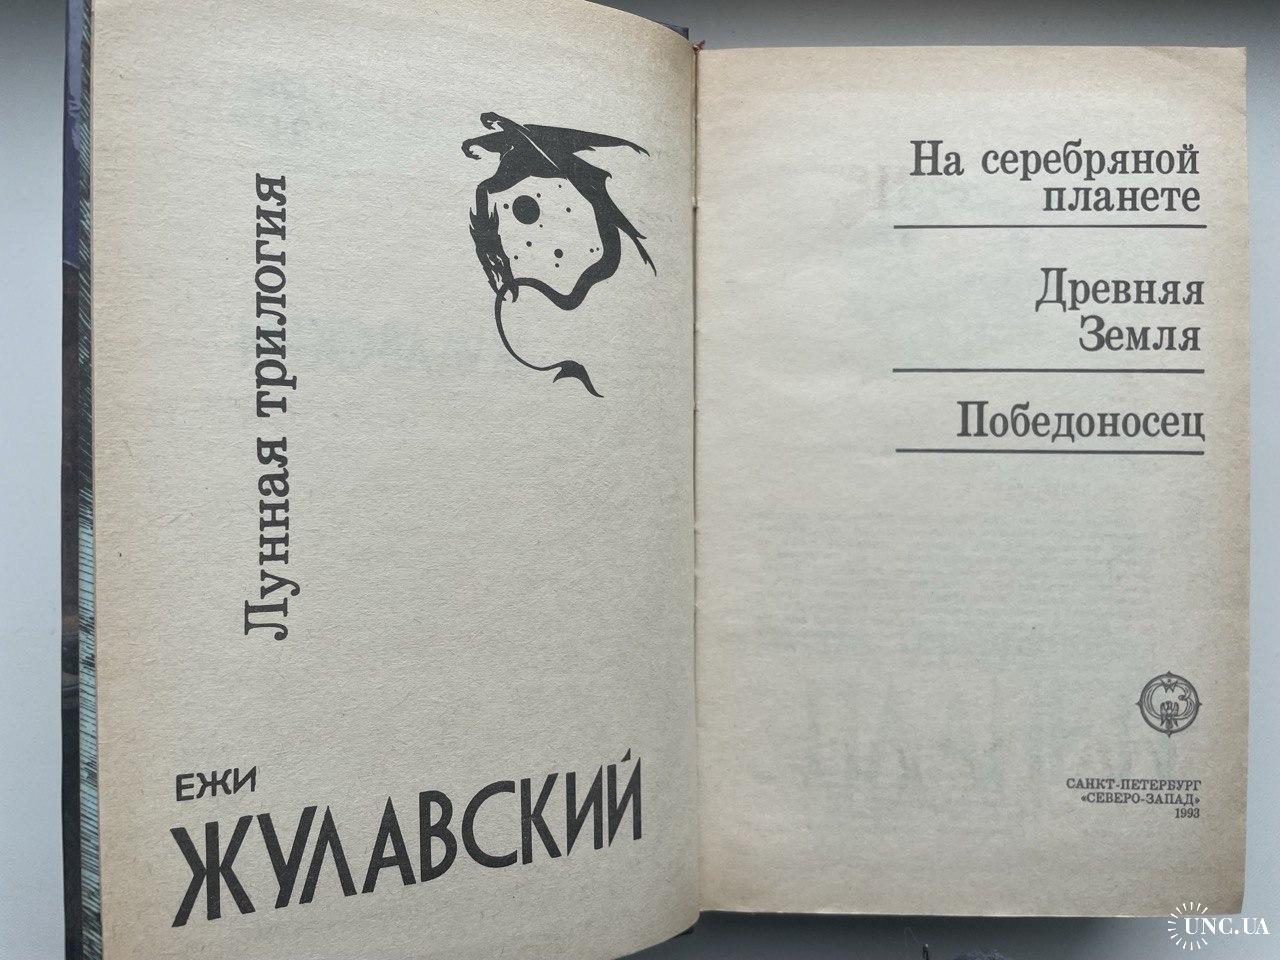 Лунная трилогия
ЕЖИ
ЖУЛАВСКИЙ
На серебряной
планете
Древняя
Земля
Победоносец
САНКТ-ПЕТЕРБУРГ
«СЕВЕРО-ЗАПАД»
1993
UNC.UA